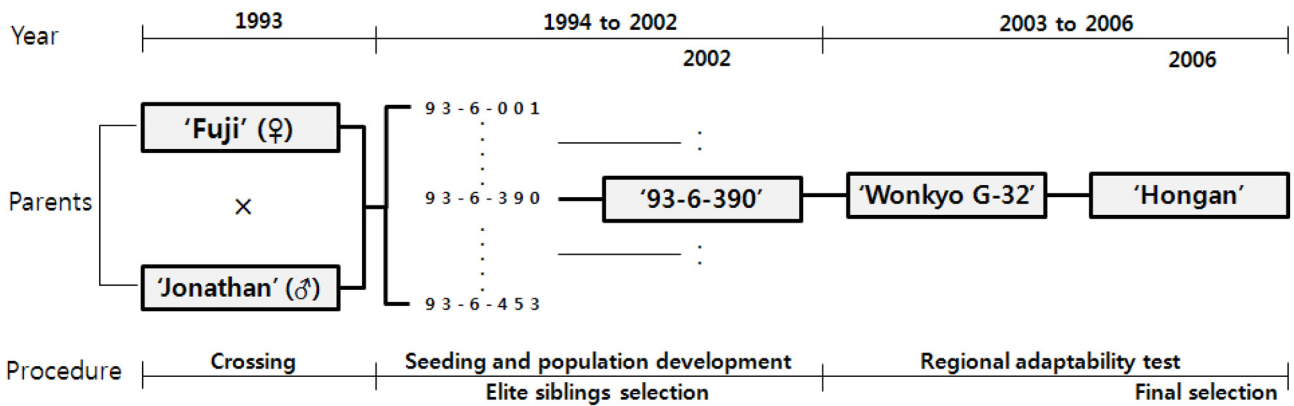 Year
1993
1994 to 2002
2003 to 2006
2002
2006
Parents
‘Fuji’ (♀)
×
‘Jonathan’ (♂)
93-6-001
93-6-390
93-6-453
:
:
‘93-6-390’
‘Wonkyo G-32’
‘Hongan’
Procedure
Crossing
Seeding and population development
Regional adaptability test
Elite siblings selection
Final selection